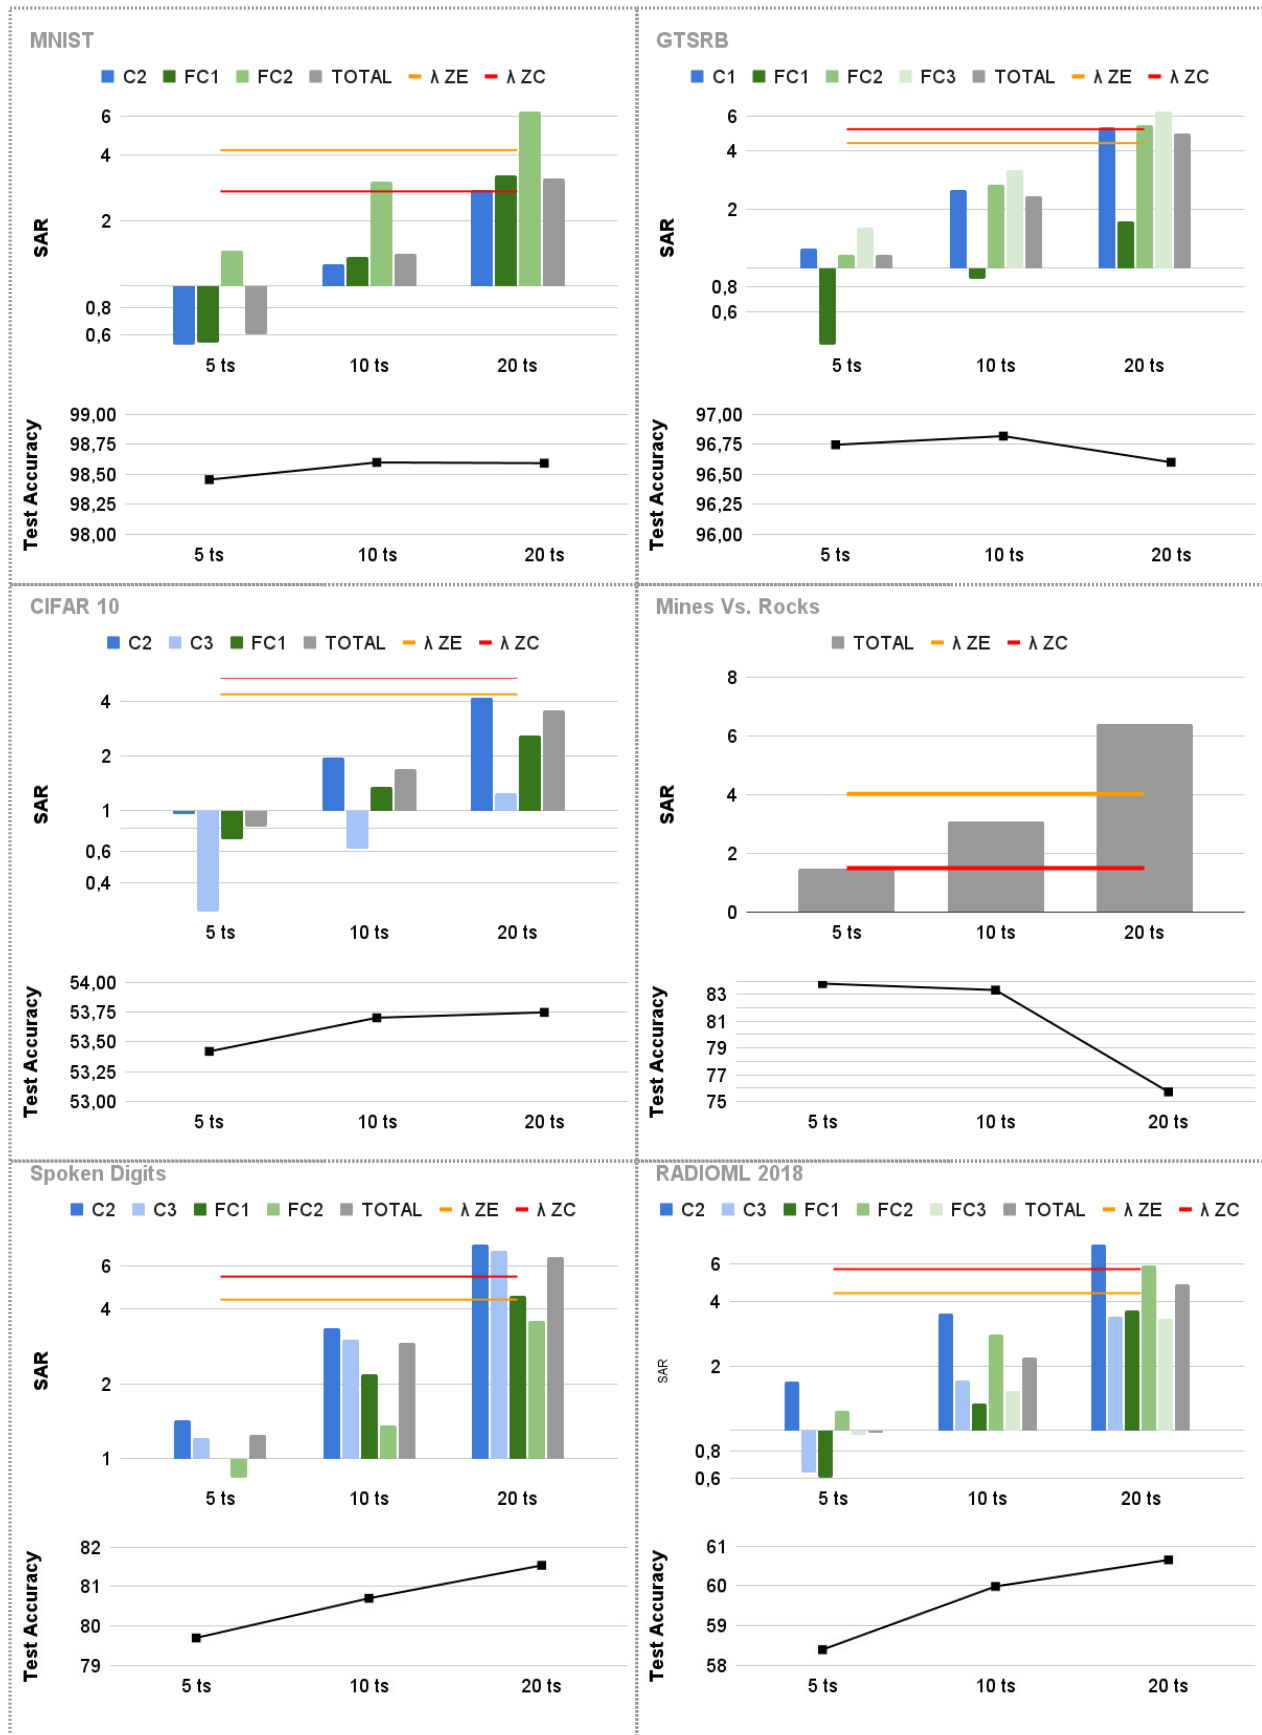 MNIST
C2 FC1 FC2 TOTAL λ ZE λ ZC
SAR
6
4
2
0,8
0,6
5 ts 10 ts 20 ts
Test Accuracy
99,00
98,75
98,50
98,25
98,00
5 ts 10 ts 20 ts
GTSRB
C1 FC1 FC2 FC3 TOTAL λ ZE λ ZC
SAR
6
4
2
0,8
0,6
5 ts 10 ts 20 ts
Test Accuracy
97,00
96,75
96,50
96,25
96,00
5 ts 10 ts 20 ts
CIFAR 10
C2 C3 FC1 TOTAL λ ZE λ ZC
SAR
4
2
1
0,6
0,4
5 ts 10 ts 20 ts
Test Accuracy
54,00
53,75
53,50
53,25
53,00
5 ts 10 ts 20 ts
Mines Vs. Rocks
TOTAL λ ZE λ ZC
SAR
8
6
4
2
0
5 ts 10 ts 20 ts
Test Accuracy
83
81
79
77
75
5 ts 10 ts 20 ts
Spoken Digits
C2 C3 FC1 FC2 TOTAL λ ZE λ ZC
SAR
6
4
2
1
5 ts 10 ts 20 ts
Test Accuracy
82
81
80
79
5 ts 10 ts 20 ts
RADIOML 2018
C2 C3 FC1 FC2 FC3 TOTAL λ ZE λ ZC
SAR
6
4
2
0,8
0,6
5 ts 10 ts 20 ts
Test Accuracy
61
60
59
58
5 ts 10 ts 20 ts